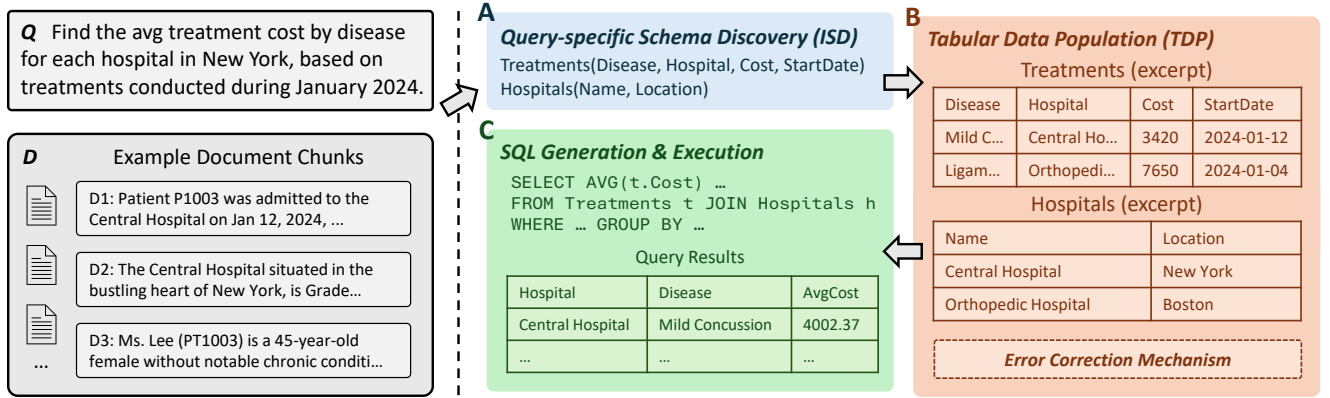 Q Find the avg treatment cost by disease
for each hospital in New York, based on
treatments conducted during January 2024.
D Example Document Chunks
D1: Patient P1003 was admitted to the
Central Hospital on Jan 12, 2024, ...
D2: The Central Hospital situated in the
bustling heart of New York, is Grade…
D3: Ms. Lee (PT1003) is a 45-year-old
female without notable chronic conditi…
...
A
Query-specific Schema Discovery (ISD)
Treatments(Disease, Hospital, Cost, StartDate)
Hospitals(Name, Location)
B
Tabular Data Population (TDP)
Treatments (excerpt)
Disease Hospital Cost StartDate
Mild C… Central Ho… 3420 2024-01-12
Ligam… Orthopedi… 7650 2024-01-04
Hospitals (excerpt)
Name Location
Central Hospital New York
Orthopedic Hospital Boston
Error Correction Mechanism
C
SQL Generation & Execution
SELECT AVG(t.Cost) …
FROM Treatments t JOIN Hospitals h
WHERE … GROUP BY …
Query Results
Hospital Disease AvgCost
Central Hospital Mild Concussion 4002.37
… … …